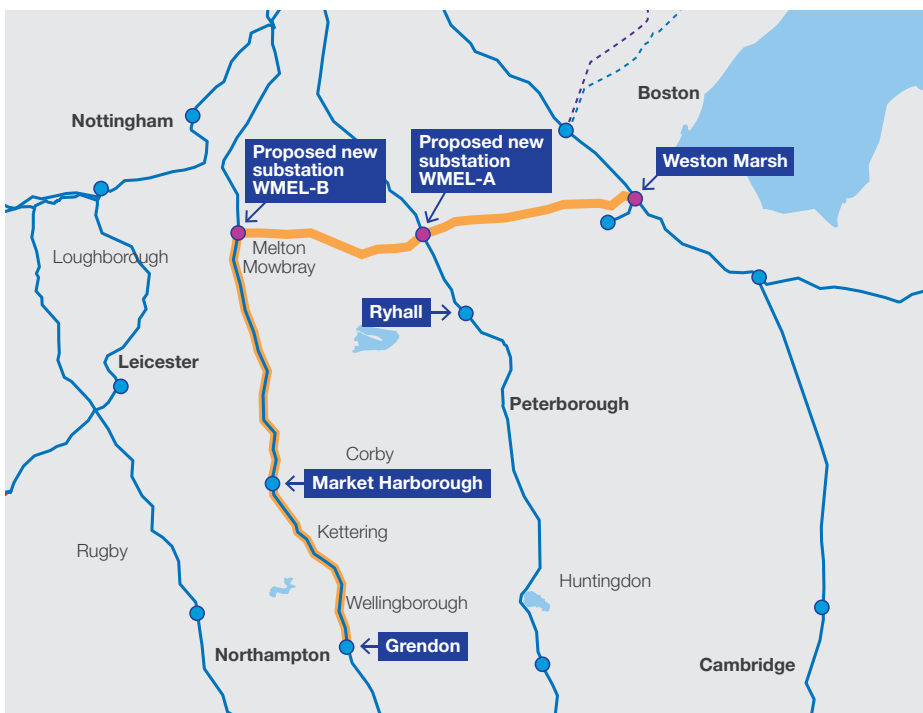 Boston
Nottingham
Proposed new
substation
WMEL-B
Proposed new
substation
WMEL-A
Weston Marsh
Loughborough
Melton
Mowbray
Ryhall
Leicester
Peterborough
Corby
Market Harborough
Kettering
Rugby
Huntingdon
Wellingborough
Northampton
Grendon
Cambridge